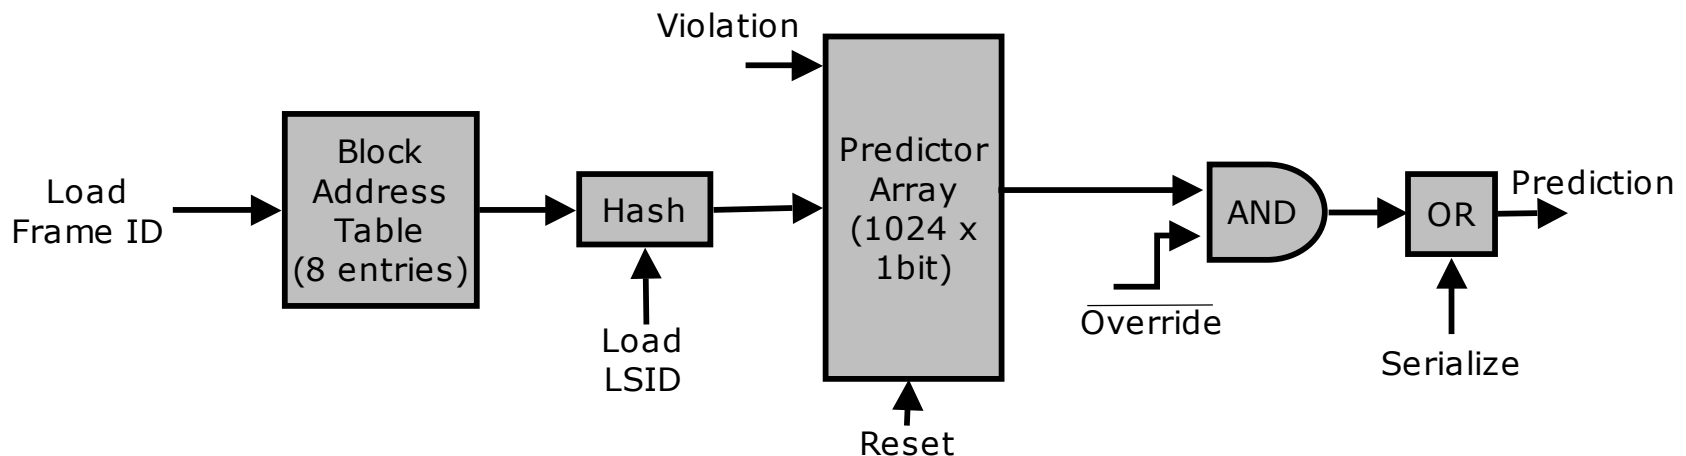 Violation
Load
Frame ID
Block
Address
Table
(8 entries)
Hash
Load
LSID
Predictor
Array
(1024 x
1bit)
Reset
AND
Override
OR
Serialize
Prediction